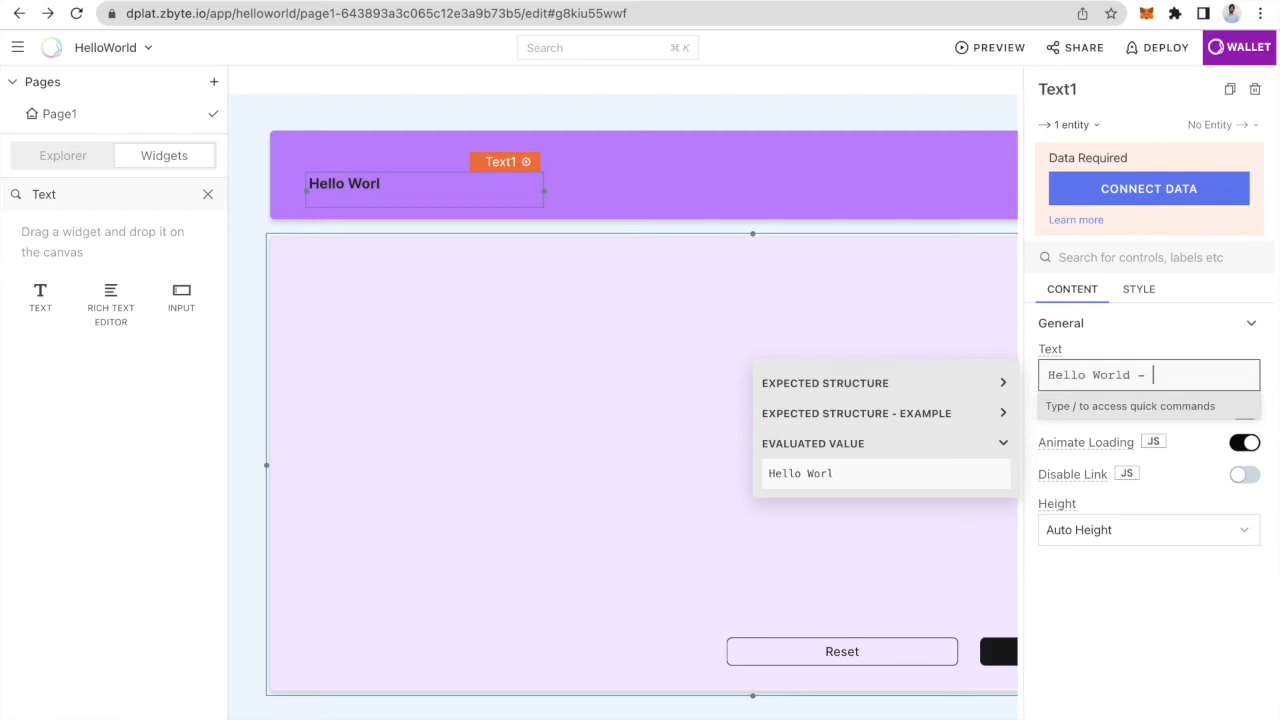 dplat.zbyte.io/app/helloworld/page1-643893a3c065c12e3a9b73b5/edit#g8kiu55wwf
HelloWorld
Search ⌘ K
PREVIEW
SHARE
DEPLOY
WALLET
Pages
Page1
Explorer
Widgets
Text
Drag a widget and drop it on
the canvas
TEXT
RICH TEXT
EDITOR
INPUT
Text1
Hello Worl
EXPECTED STRUCTURE
EXPECTED STRUCTURE - EXAMPLE
EVALUATED VALUE
Hello Worl
Reset
Text1
1 entity
No Entity
Data Required
CONNECT DATA
Learn more
Search for controls, labels etc
CONTENT
STYLE
General
Text
Hello World -
Type / to access quick commands
Animate Loading JS
Disable Link JS
Height
Auto Height